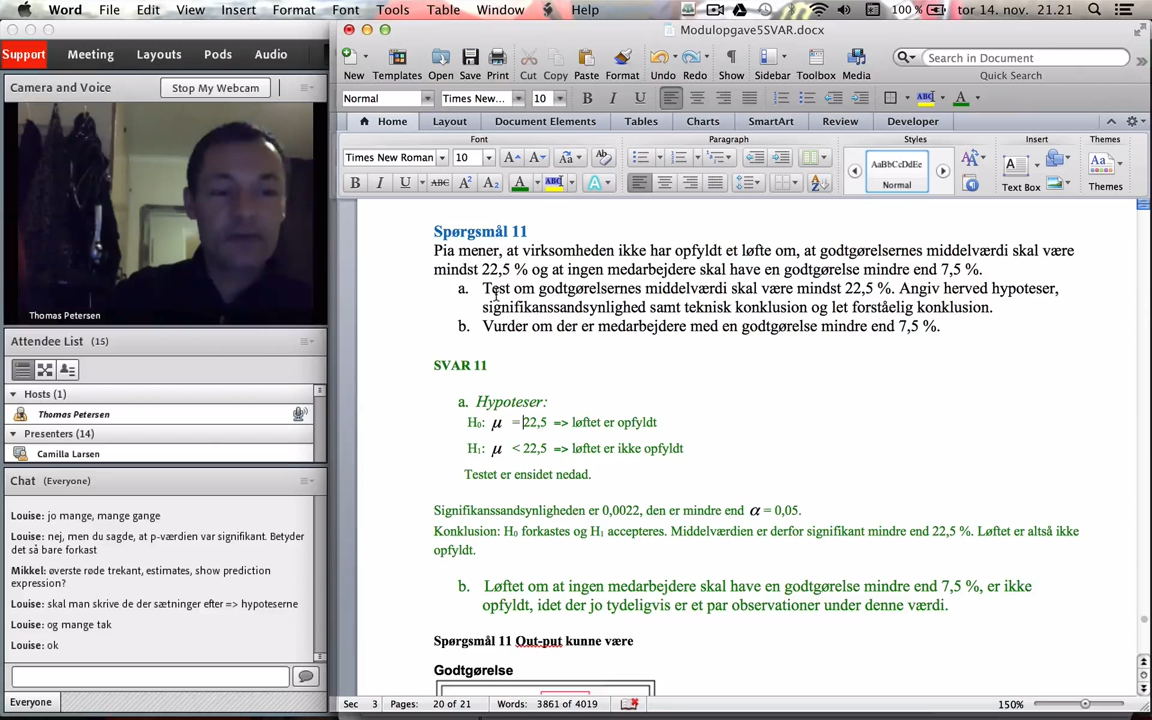 Word File Edit View Insert Format Font Tools Table Window Help 100 % tor 14. nov. 21.21
Support Meeting Layouts Pods Audio
Modulopgave5SVAR.docx
Camera and Voice Stop My Webcam
New Templates Open Save Print Cut Copy Paste Format Undo Redo Show Sidebar Toolbox Media
Search in Document
Quick Search
Normal Times New... 10 B I U ABC A
Home Layout Document Elements Tables Charts SmartArt Review Developer
Font Paragraph Styles Insert Themes
Times New Roman 10
B I U ABC A² A₂ A ABC A
AaBbCcDdEe
Normal
Text Box
Aa
Themes
Thomas Petersen
Attendee List (15)
Hosts (1)
Thomas Petersen
Presenters (14)
Camilla Larsen
Chat (Everyone)
Louise: jo mange, mange gange
Louise: nej, men du sagde, at p-værdien var signifikant. Betyder
det så bare forkast
Mikkel: øverste røde trekant, estimates, show prediction
expression?
Louise: skal man skrive de der sætninger efter => hypoteserne
Louise: og mange tak
Louise: ok
Everyone
Spørgsmål 11
Pia mener, at virksomheden ikke har opfyldt et løfte om, at godtgørelsernes middelværdi skal være
mindst 22,5 % og at ingen medarbejdere skal have en godtgørelse mindre end 7,5 %.
a. Test om godtgørelsernes middelværdi skal være mindst 22,5 %. Angiv herved hypoteser,
signifikanssandsynlighed samt teknisk konklusion og let forståelig konklusion.
b. Vurder om der er medarbejdere med en godtgørelse mindre end 7,5 %.
SVAR 11
a. Hypoteser:
H₀: μ = 22,5 => løftet er opfyldt
H₁: μ < 22,5 => løftet er ikke opfyldt
Testet er ensidet nedad.
Signifikanssandsynligheden er 0,0022, den er mindre end α = 0,05.
Konklusion: H₀ forkastes og H₁ accepteres. Middelværdien er derfor signifikant mindre end 22,5 %. Løftet er altså ikke
opfyldt.
b. Løftet om at ingen medarbejdere skal have en godtgørelse mindre end 7,5 %, er ikke
opfyldt, idet der jo tydeligvis er et par observationer under denne værdi.
Spørgsmål 11 Out-put kunne være
Godtgørelse
Sec 3 Pages: 20 of 21 Words: 3861 of 4019 150%